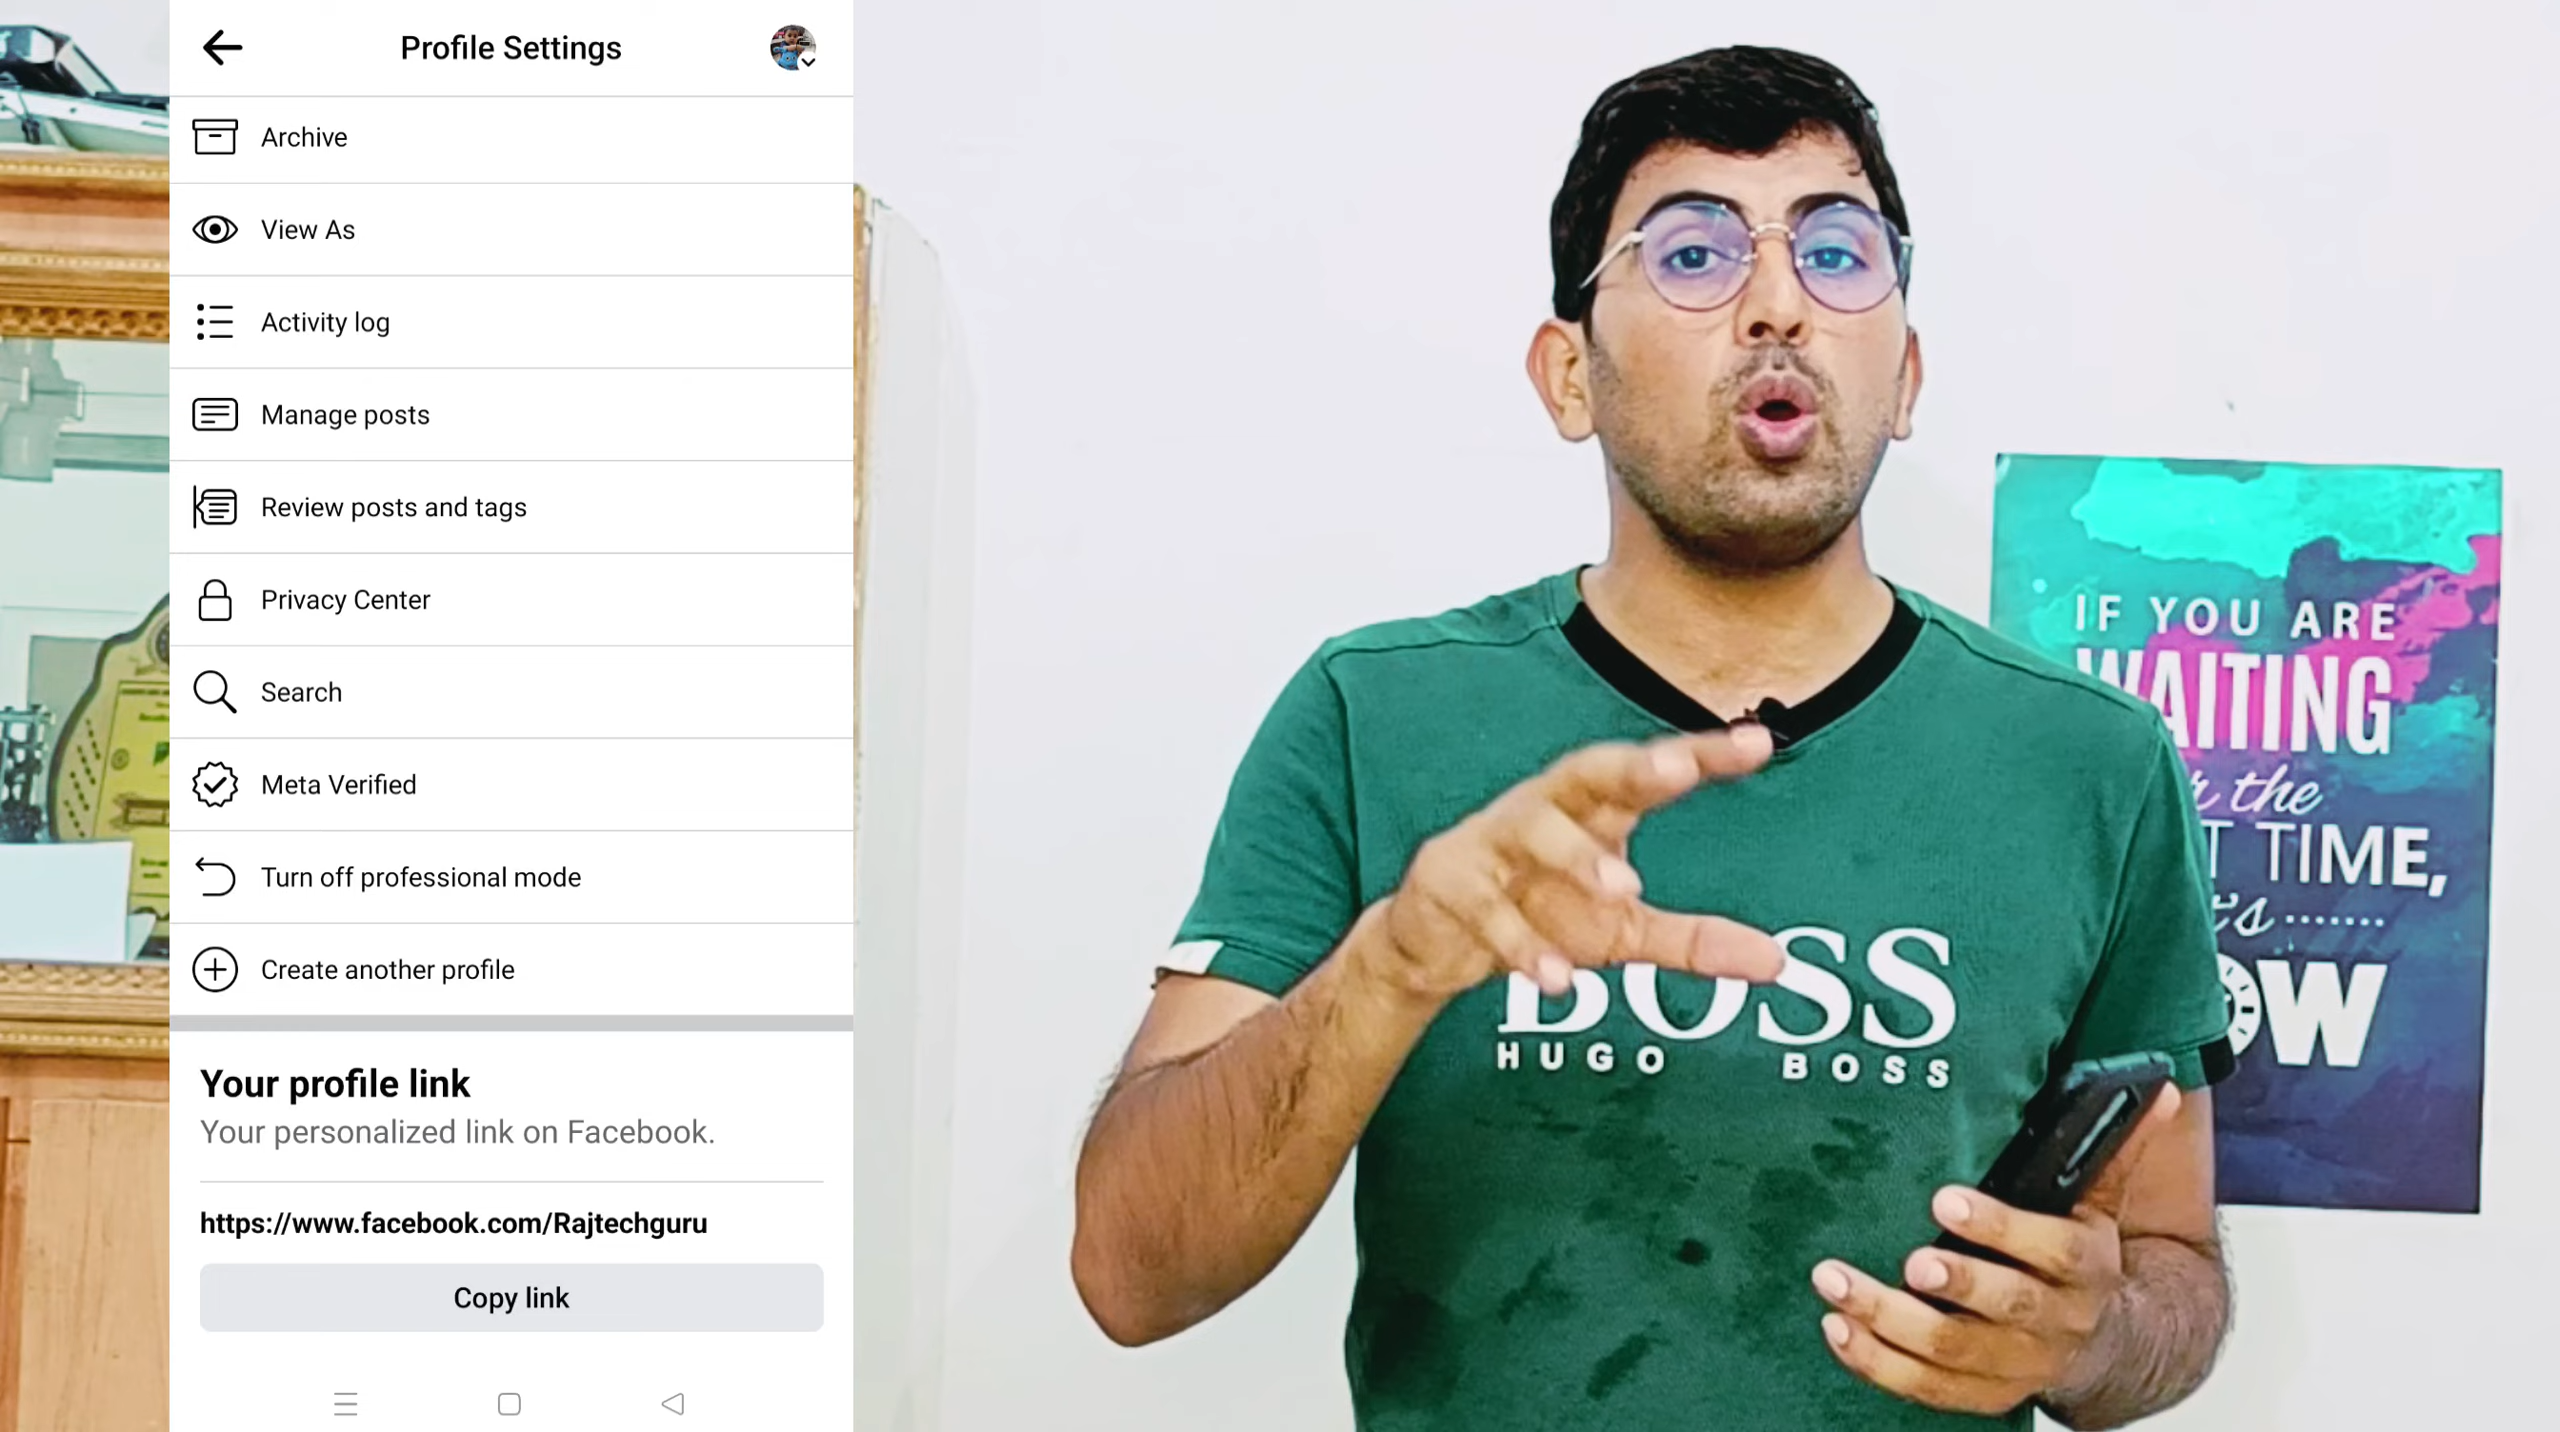 Profile Settings
Archive
View As
Activity log
Manage posts
Review posts and tags
Privacy Center
Search
Meta Verified
Turn off professional mode
Create another profile
Your profile link
Your personalized link on Facebook.
https://www.facebook.com/Rajtechguru
Copy link
BOSS
HUGO BOSS
IF YOU ARE
WAITING
the
TIME,